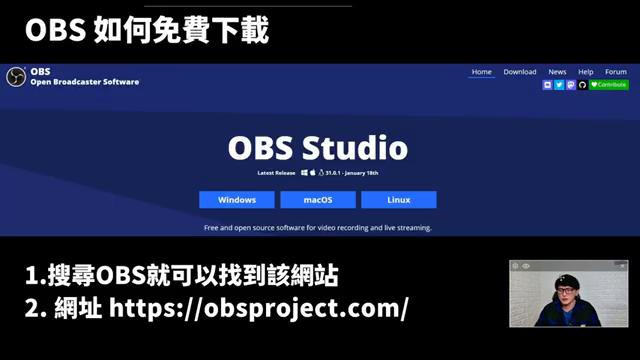 OBS 如何免費下載
OBS
Open Broadcaster Software
Home Download News Help Forum
Contribute
OBS Studio
Latest Release 31.0.1 - January 18th
Windows macOS Linux
Free and open source software for video recording and live streaming.
1.搜尋OBS就可以找到該網站
2. 網址 https://obsproject.com/